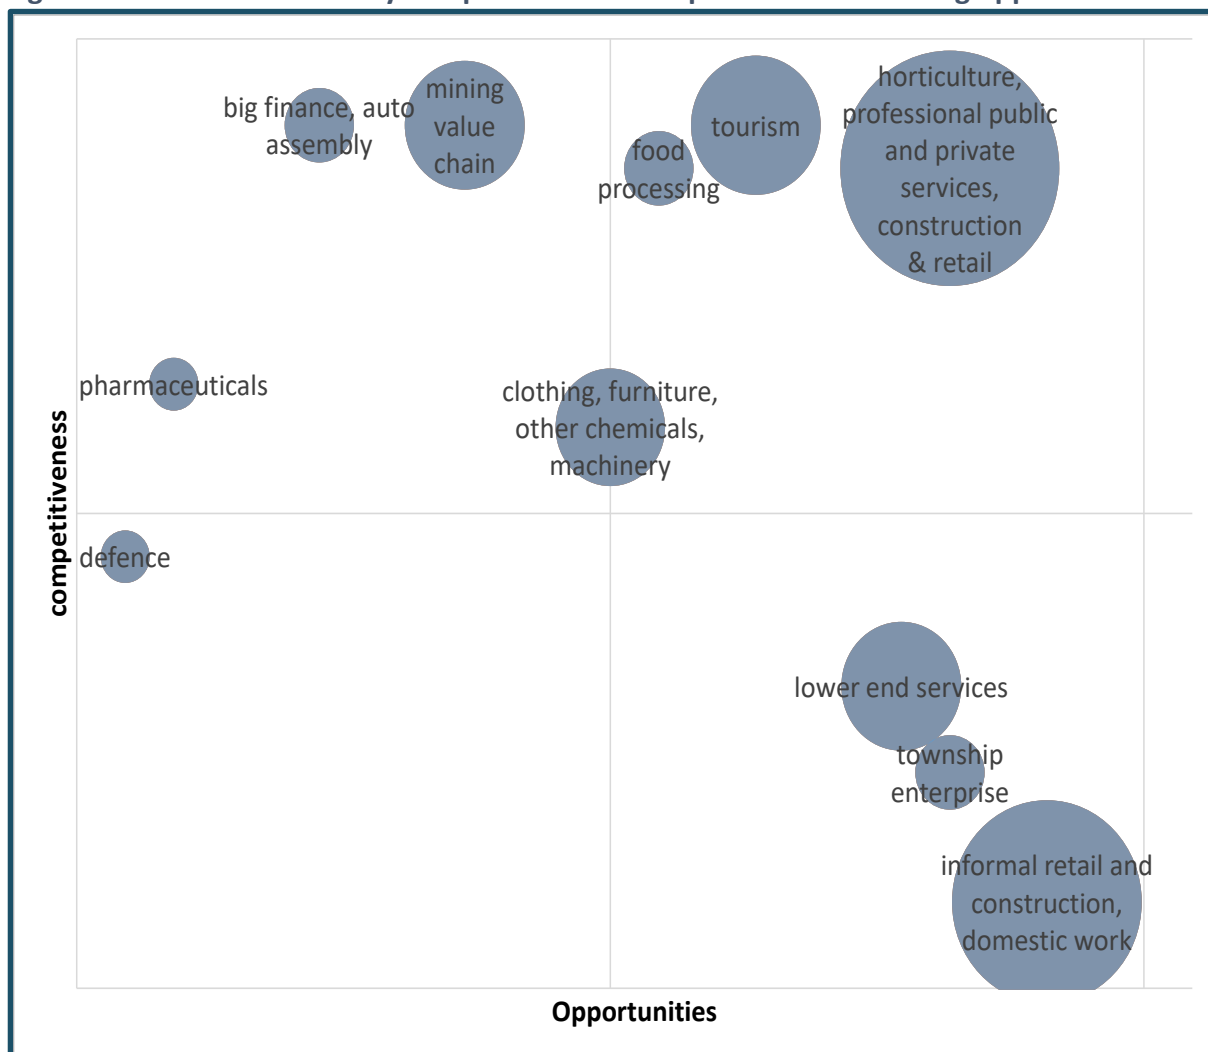 big finance, auto
assembly
mining
value
chain
food
processing
tourism
horticulture,
professional public
and private
services,
construction
& retail
pharmaceuticals
clothing, furniture,
other chemicals,
machinery
competitiveness
defence
lower end services
township
enterprise
informal retail and
construction,
domestic work
Opportunities